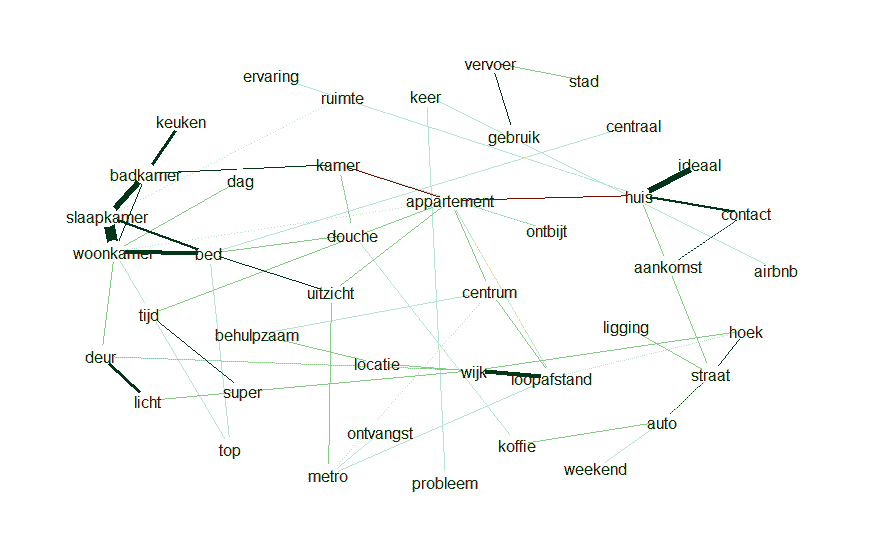 vervoer
ervaring
stad
ruimte
keer
keuken
centraal
gebruik
kamer
ideaal
badkamer
dag
huis
appartement
slaapkamer
contact
ontbijt
douche
woonkamer
bed
aankomst
airbnb
uitzicht
centrum
tijd
ligging
hoek
behulpzaam
deur
locatie
wijk
loopafstand
straat
super
licht
auto
ontvangst
koffie
top
weekend
metro
probleem